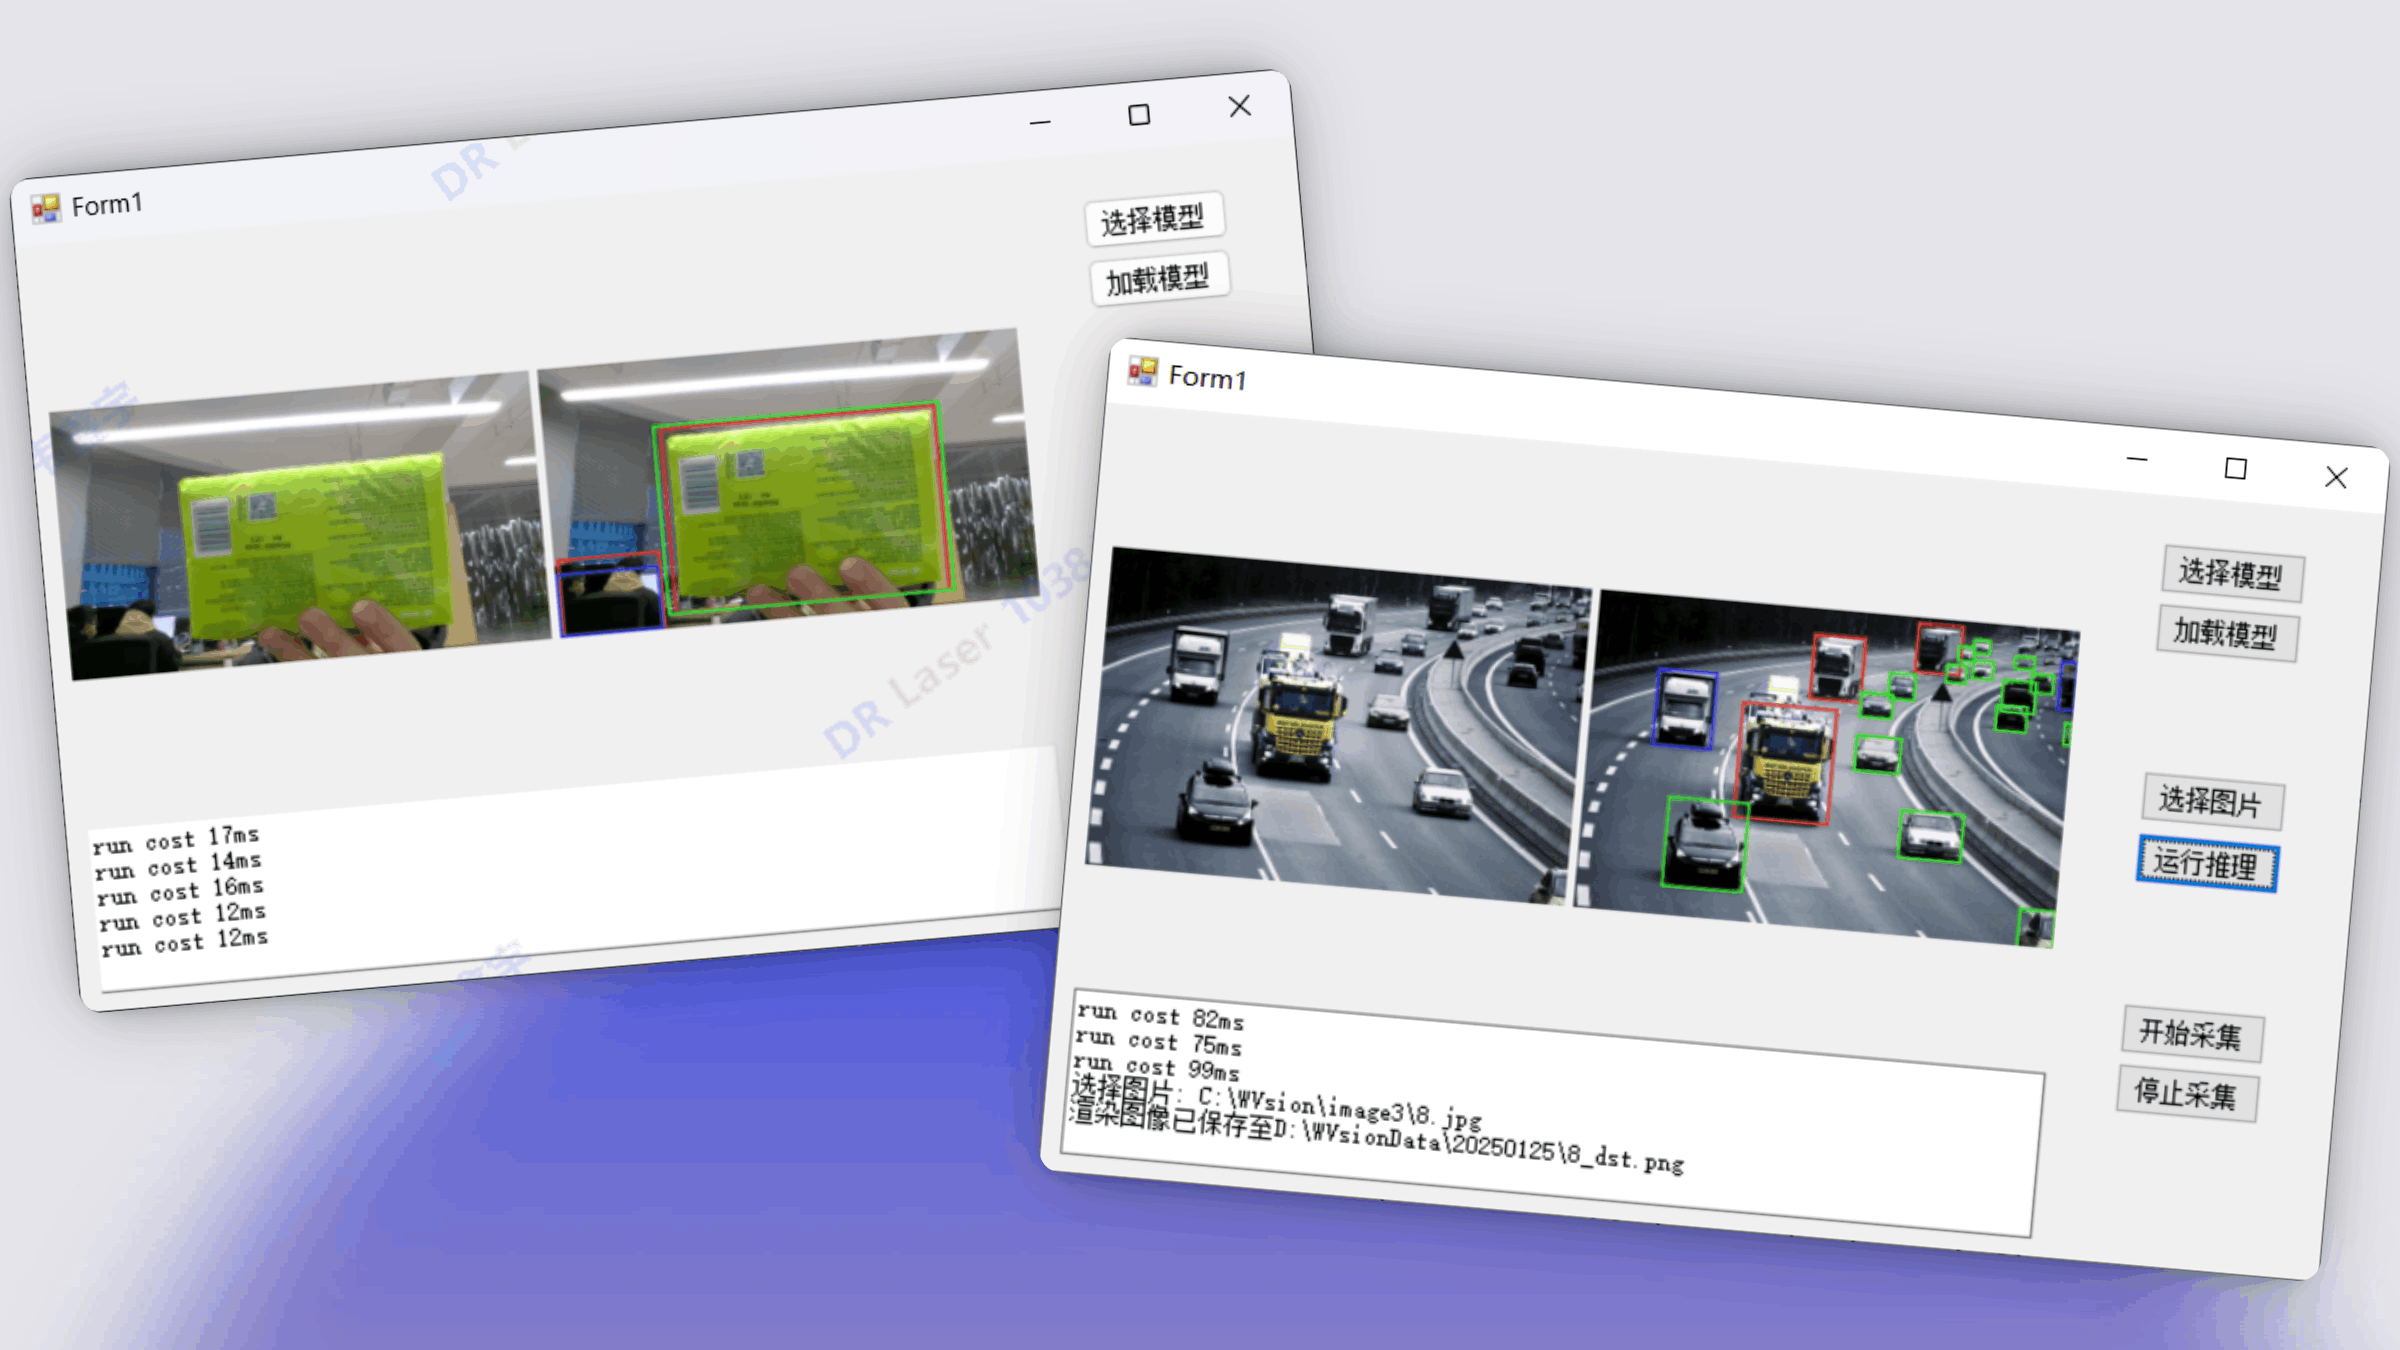 Form1
DR L
选择模型
加载模型
DR Laser 1038
run cost 17ms
run cost 14ms
run cost 16ms
run cost 12ms
run cost 12ms
Form1
选择模型
加载模型
选择图片
运行推理
开始采集
停止采集
run cost 82ms
run cost 75ms
run cost 99ms
选择图片: C:\WVsion\image3\8.jpg
渲染图像已保存至D:\WVsionData\20250125\8_dst.png